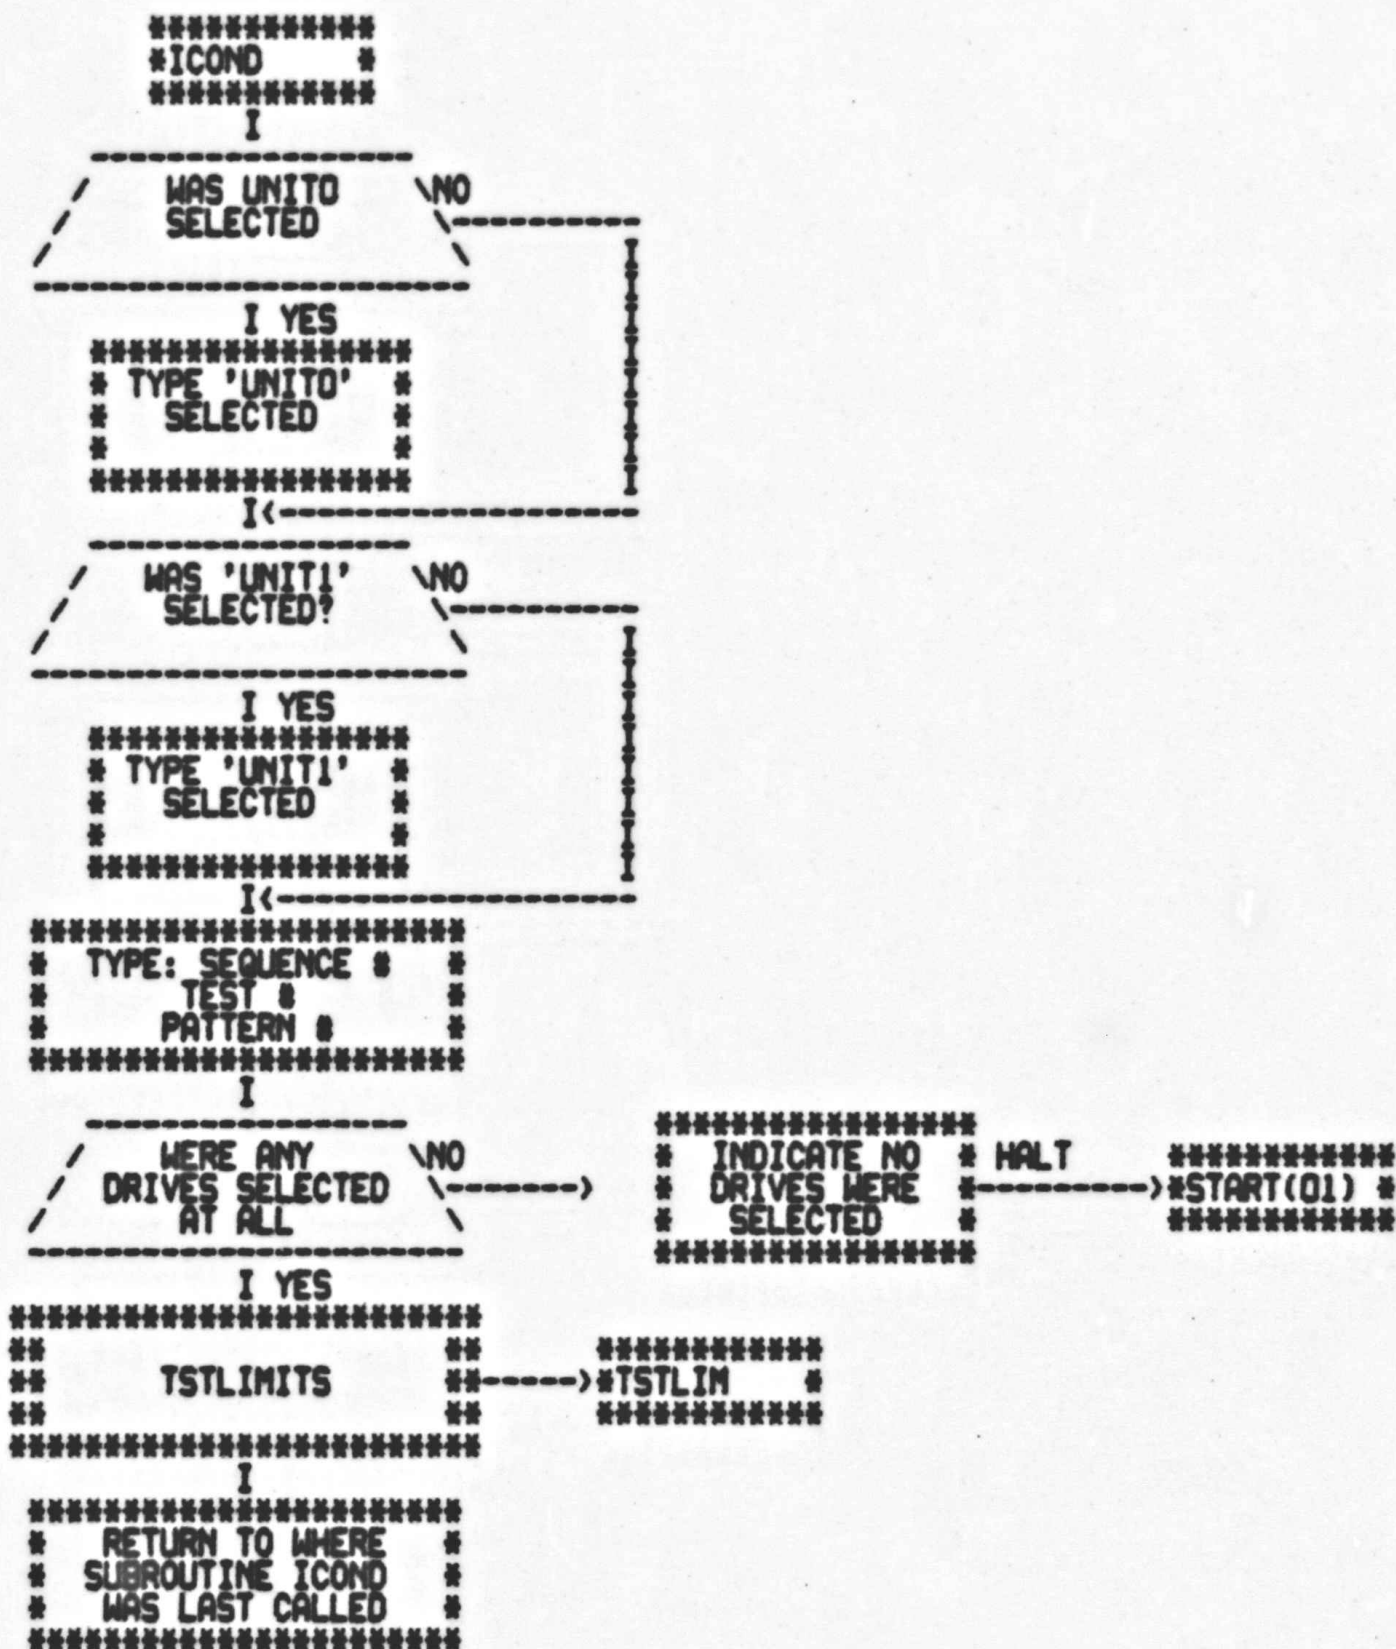 ICOND
WAS UNIT0 NO
SELECTED
YES
TYPE 'UNIT0'
SELECTED
WAS 'UNIT1' NO
SELECTED?
YES
TYPE 'UNIT1'
SELECTED
TYPE: SEQUENCE #
TEST #
PATTERN #
WERE ANY NO
DRIVES SELECTED
AT ALL
INDICATE NO HALT
DRIVES WERE
SELECTED
START(01)
YES
TSTLIMITS
TSTLIM
RETURN TO WHERE
SUBROUTINE ICOND
WAS LAST CALLED